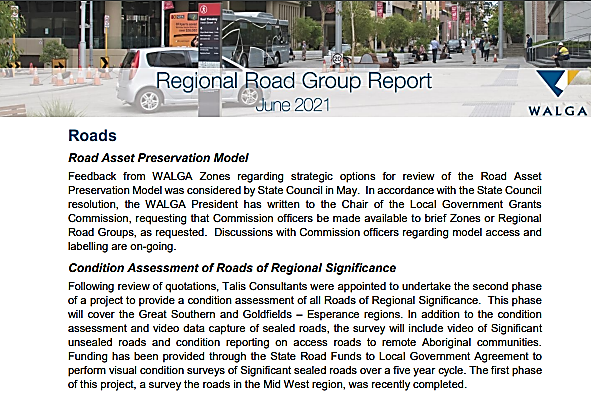 Regional Road Group Report
June 2021
WALGA
Roads
Road Asset Preservation Model
Feedback from WALGA Zones regarding strategic options for review of the Road Asset
Preservation Model was considered by State Council in May. In accordance with the State Council
resolution, the WALGA President has written to the Chair of the Local Government Grants
Commission, requesting that Commission officers be made available to brief Zones or Regional
Road Groups, as requested. Discussions with Commission officers regarding model access and
labelling are on-going.
Condition Assessment of Roads of Regional Significance
Following review of quotations, Talis Consultants were appointed to undertake the second phase
of a project to provide a condition assessment of all Roads of Regional Significance. This phase
will cover the Great Southern and Goldfields – Esperance regions. In addition to the condition
assessment and video data capture of sealed roads, the survey will include video of Significant
unsealed roads and condition reporting on access roads to remote Aboriginal communities.
Funding has been provided through the State Road Funds to Local Government Agreement to
perform visual condition surveys of Significant sealed roads over a five year cycle. The first phase
of this project, a survey the roads in the Mid West region, was recently completed.